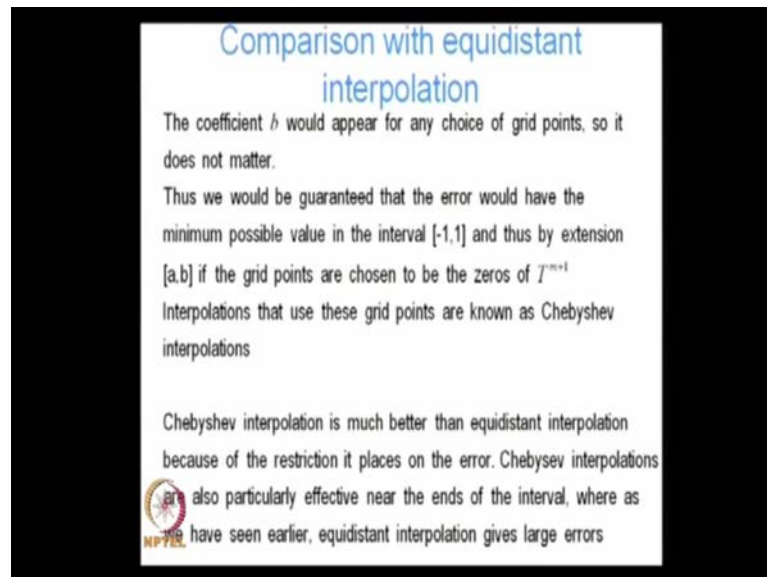 Comparison with equidistant
interpolation
The coefficient b would appear for any choice of grid points, so it
does not matter.
Thus we would be guaranteed that the error would have the
minimum possible value in the interval [-1,1] and thus by extension
[a,b] if the grid points are chosen to be the zeros of T^{m+1}
Interpolations that use these grid points are known as Chebyshev
interpolations
Chebyshev interpolation is much better than equidistant interpolation
because of the restriction it places on the error. Chebysev interpolations
are also particularly effective near the ends of the interval, where as
have seen earlier, equidistant interpolation gives large errors
NPTEL